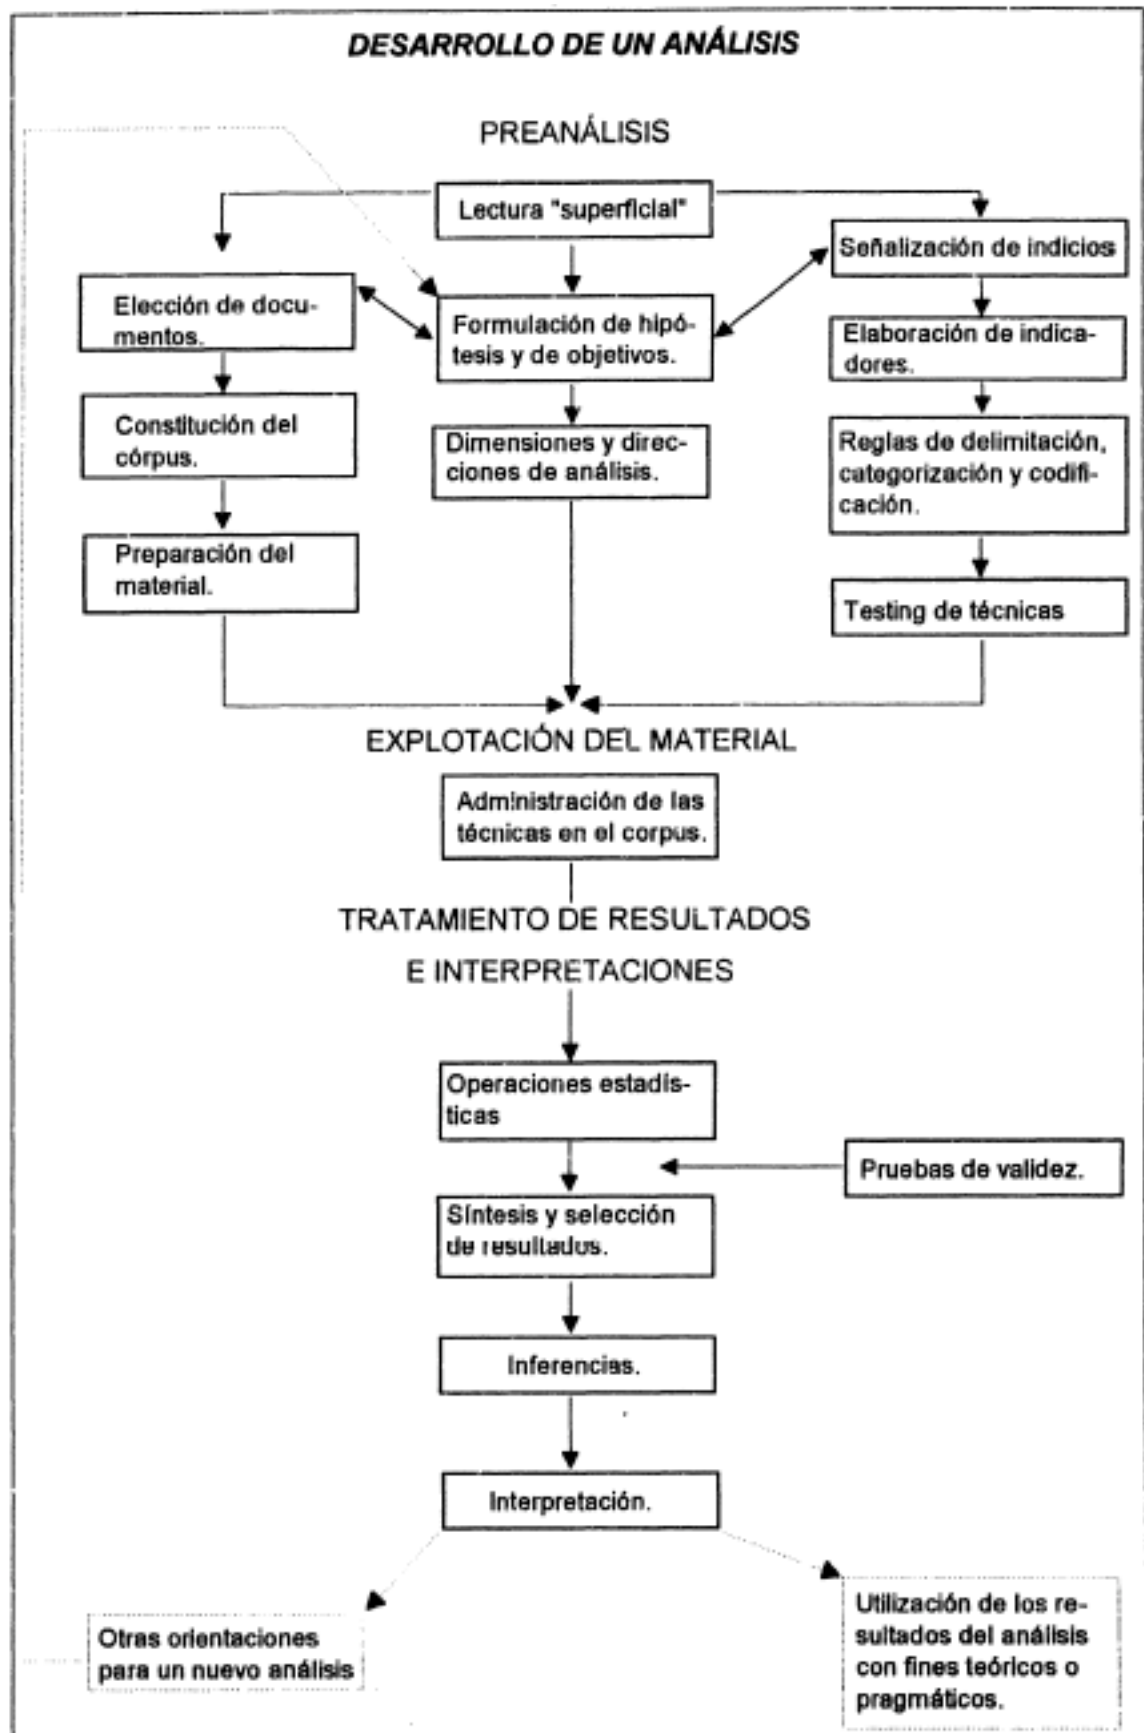 DESARROLLO DE UN ANÁLISIS
PREANÁLISIS
Lectura "superficial"
Señalización de indicios
Elección de docu-
mentos.
Formulación de hipó-
tesis y de objetivos.
Elaboración de indica-
dores.
Constitución del
córpus.
Dimensiones y direc-
ciones de análisis.
Reglas de delimitación,
categorización y codifi-
cación.
Preparación del
material.
Testing de técnicas
EXPLOTACIÓN DEL MATERIAL
Administración de las
técnicas en el corpus.
TRATAMIENTO DE RESULTADOS
E INTERPRETACIONES
Operaciones estadís-
ticas
Pruebas de validez.
Síntesis y selección
de resultados.
Inferencias.
Interpretación.
Otras orientaciones
para un nuevo análisis
Utilización de los re-
sultados del análisis
con fines teóricos o
pragmáticos.